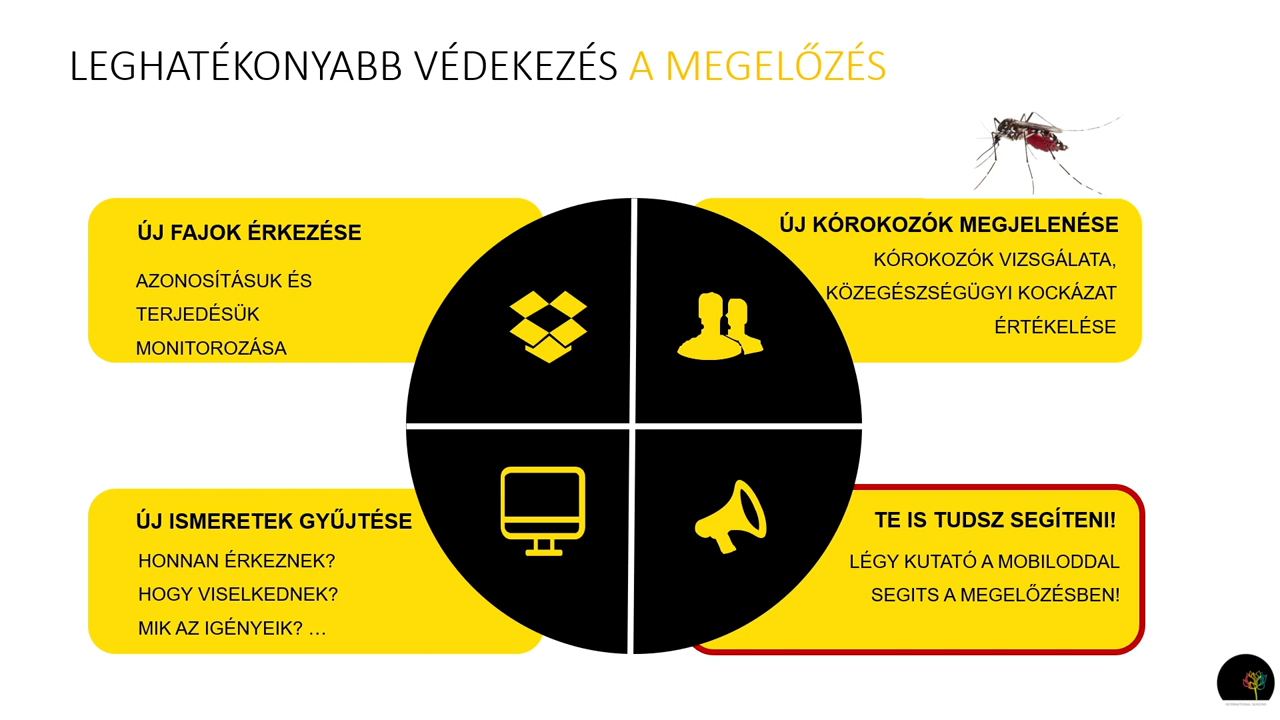 LEGHATÉKONYABB VÉDEKEZÉS A MEGELŐZÉS
ÚJ FAJOK ÉRKEZÉSE
AZONOSÍTÁSUK ÉS
TERJEDÉSÜK
MONITOROZÁSA
ÚJ KÓROKOZÓK MEGJELENÉSE
KÓROKOZÓK VIZSGÁLATA,
KÖZEGÉSZSÉGÜGYI KOCKÁZAT
ÉRTÉKELÉSE
ÚJ ISMERETEK GYŰJTÉSE
HONNAN ÉRKEZNEK?
HOGY VISELKEDNEK?
MIK AZ IGÉNYEIK? …
TE IS TUDSZ SEGÍTENI!
LÉGY KUTATÓ A MOBILODDAL
SEGITS A MEGELŐZÉSBEN!